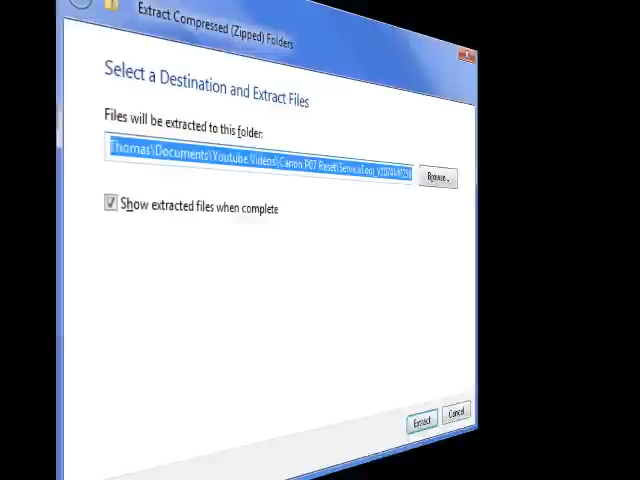 Extract Compressed (Zipped) Folders
Select a Destination and Extract Files
Files will be extracted to this folder:
Thomas\Documents\Youtube Videos\Canon P07 Reset\ServiceTool
Browse...
Show extracted files when complete
Extract
Cancel